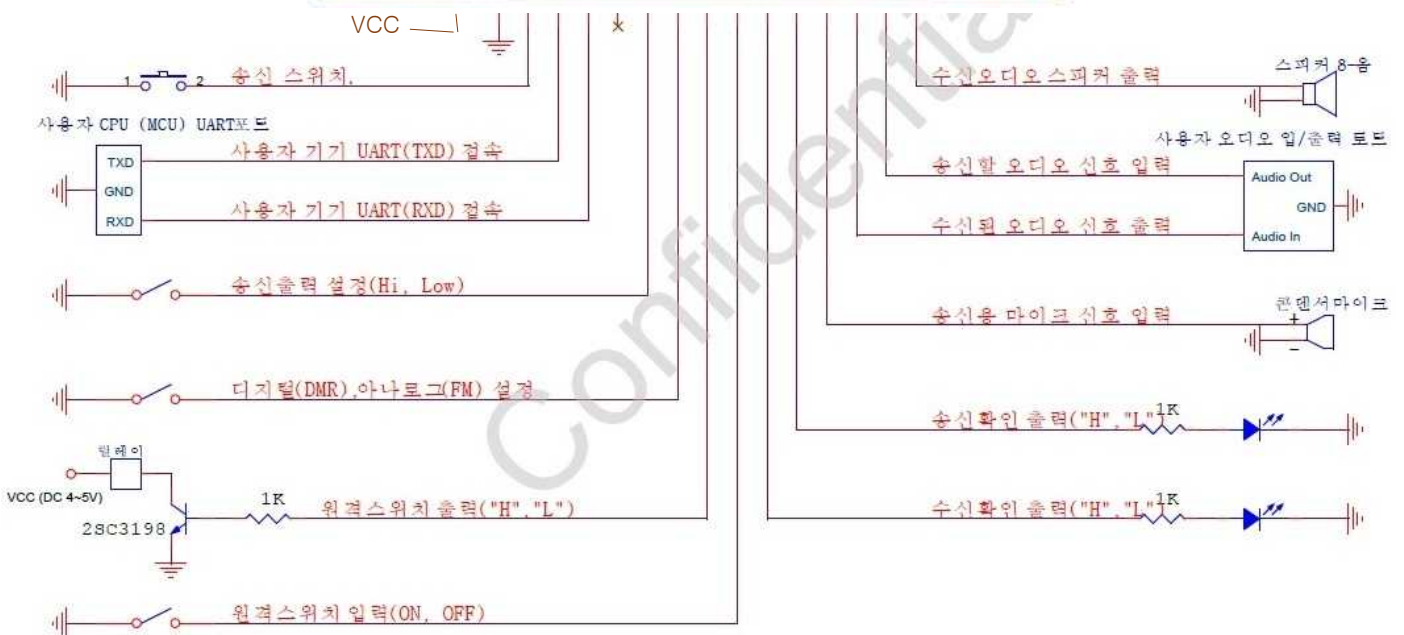 VCC
1 2 송신 스위치,
사용자 CPU (MCU) UART포트
TXD
GND
RXD
사용자 기기 UART(TXD) 접속
사용자 기기 UART(RXD) 접속
송신출력 설정(Hi, Low)
디지털(DMR),아나로그(FM) 설정
릴레이
VCC (DC 4~5V)
2SC3198
1K
원격스위치 출력("H","L")
원격스위치 입력(ON, OFF)
수신오디오 스피커 출력
스피커 8-옴
사용자 오디오 입/출력 포트
송신할 오디오 신호 입력
수신된 오디오 신호 출력
Audio Out
GND
Audio In
송신용 마이크 신호 입력
콘덴서마이크
+
−
송신확인 출력("H","L")
1K
수신확인 출력("H","L")
1K
Confidentia